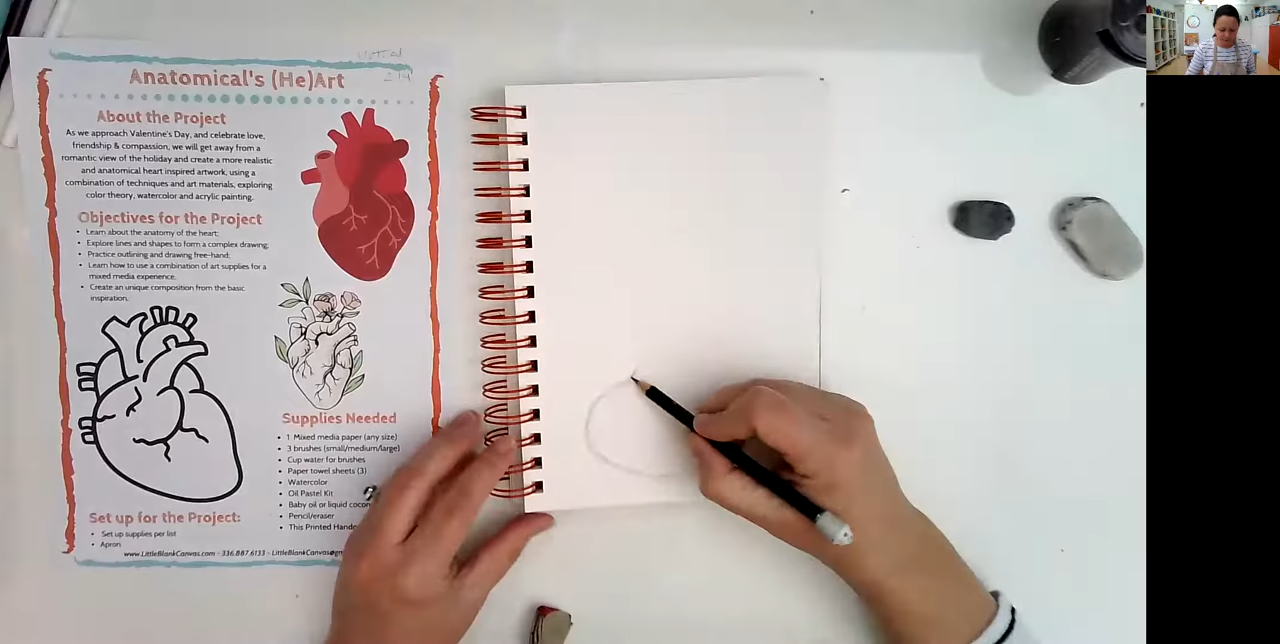 Anatomical's (He)Art
About the Project
As we approach Valentine's Day, and celebrate love,
friendship & compassion, we will get away from a
romantic view of the holiday and create a more realistic
and anatomical heart inspired artwork, using a
combination of techniques and art materials, exploring
color theory, watercolor and acrylic painting.
Objectives for the Project
• Learn about the anatomy of the heart;
• Explore lines and shapes to form a complex drawing;
• Practice outlining and drawing free-hand;
• Learn how to use a combination of art supplies for a
mixed media experience.
• Create an unique composition from the basic
inspiration.
Supplies Needed
• 1 Mixed media paper (any size)
• 3 brushes (small/medium/large)
• Cup water for brushes
• Paper towel sheets (3)
• Watercolor
• Oil Pastel Kit
• Baby oil or liquid
• Pencil/eraser
• This Printed
Set up for the Project:
• Set up supplies per list
• Apron
www.LittleBlankCanvas.com - 336.887.6133 -